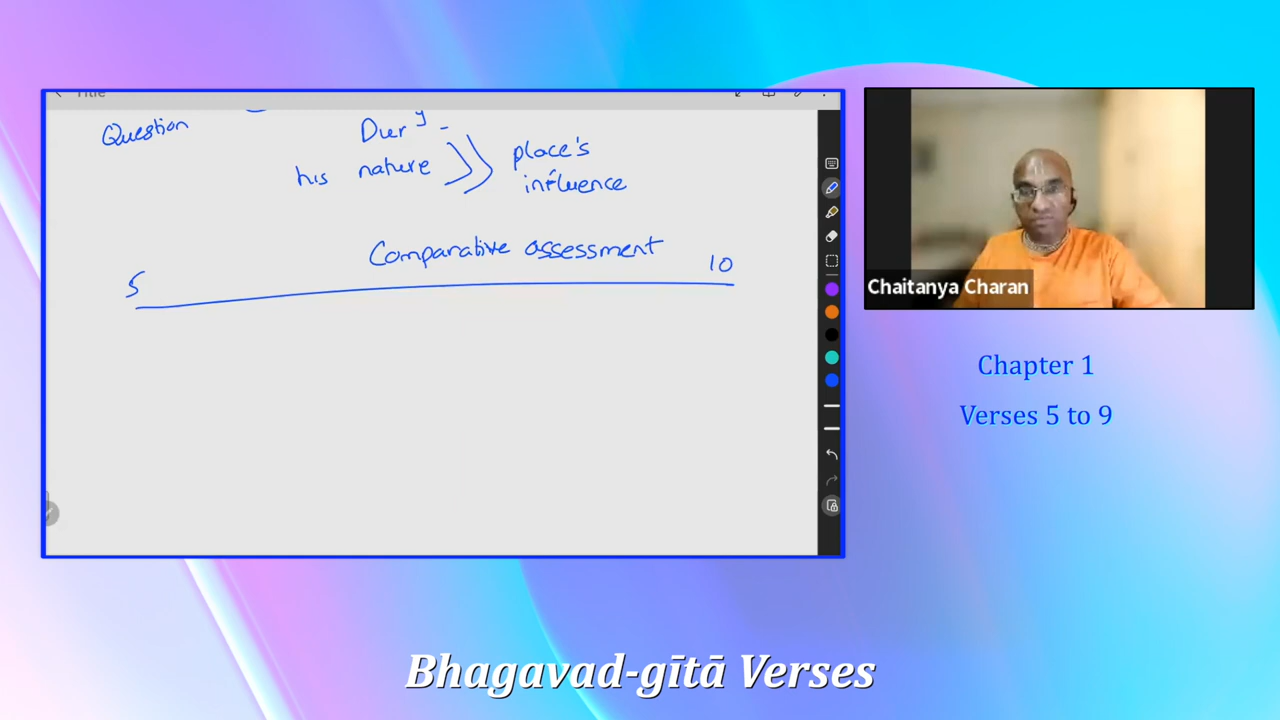 Title
Question
Dur y -
his nature
place's
influence
Comparative assessment
5
10
Chaitanya Charan
Chapter 1
Verses 5 to 9
Bhagavad-gītā Verses